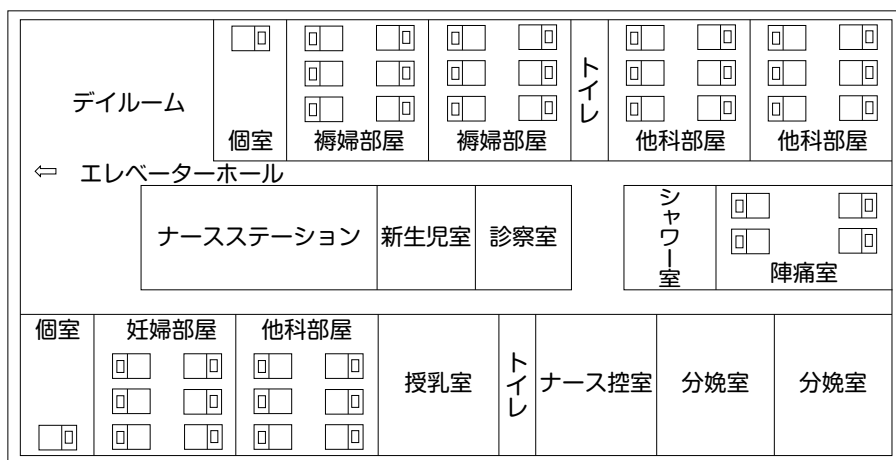 デイルーム
個室
褥婦部屋
褥婦部屋
トイレ
他科部屋
他科部屋
⇦ エレベーターホール
ナースステーション
新生児室
診察室
シャワー室
陣痛室
個室
妊婦部屋
他科部屋
授乳室
トイレ
ナース控室
分娩室
分娩室